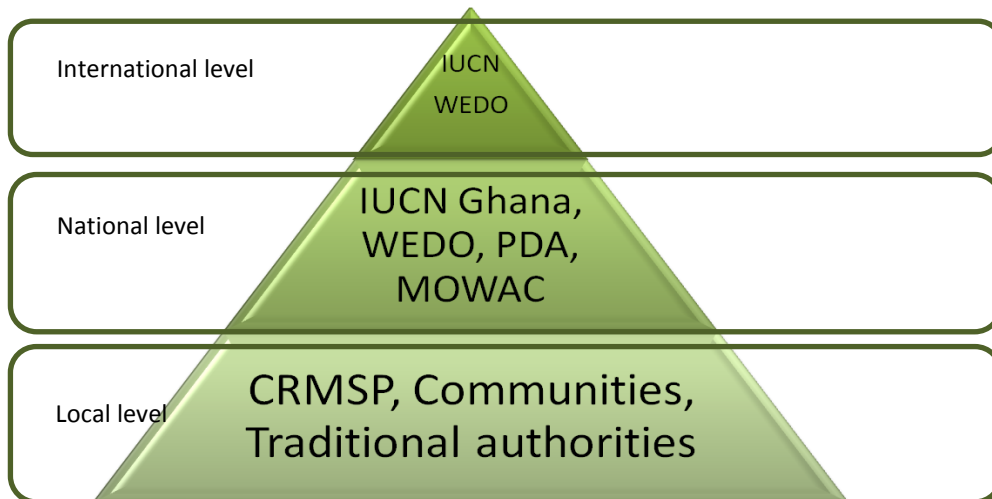 International level
IUCN
WEDO
National level
IUCN Ghana,
WEDO, PDA,
MOWAC
Local level
CRMSP, Communities,
Traditional authorities